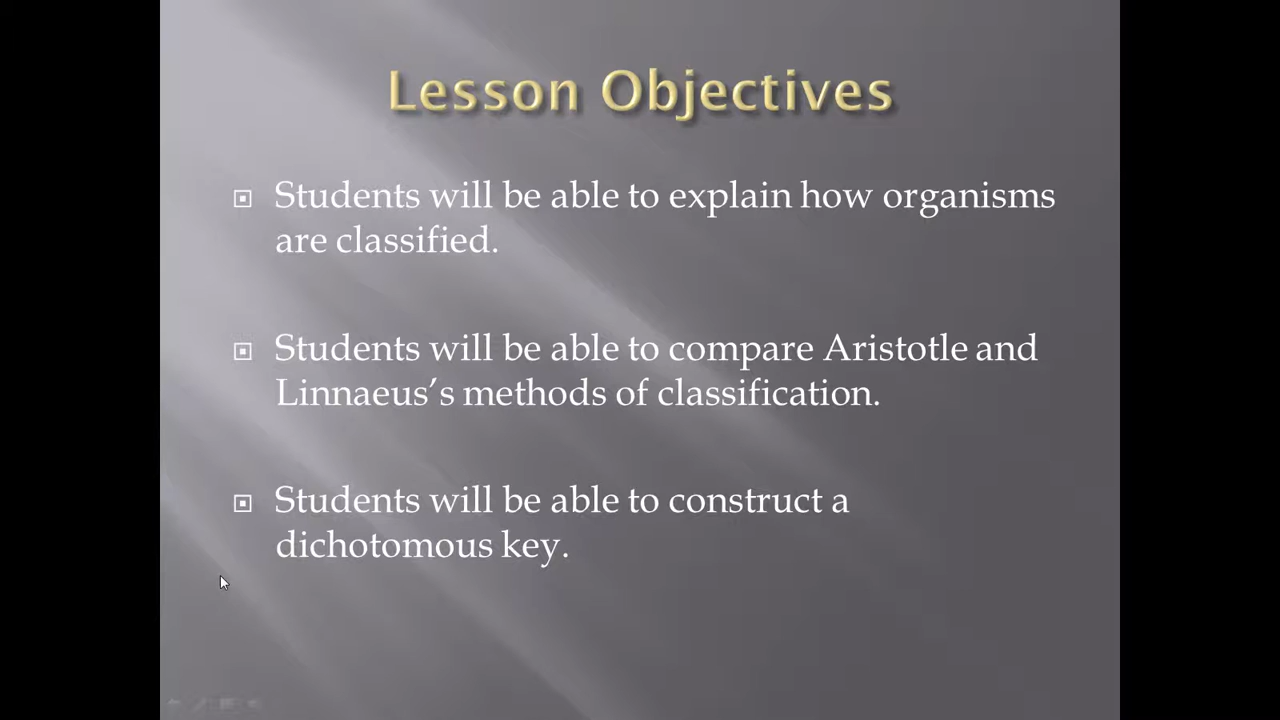 Lesson Objectives
Students will be able to explain how organisms
are classified.
Students will be able to compare Aristotle and
Linnaeus’s methods of classification.
Students will be able to construct a
dichotomous key.